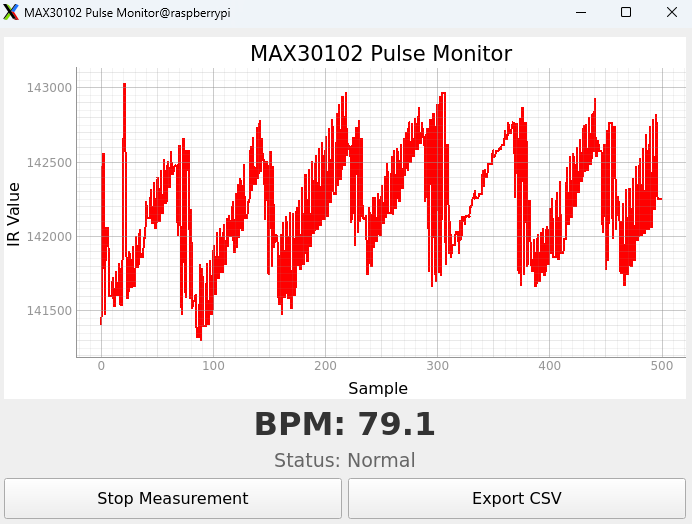 MAX30102 Pulse Monitor@raspberrypi
MAX30102 Pulse Monitor
143000
142500
142000
141500
IR Value
0 100 200 300 400 500
Sample
BPM: 79.1
Status: Normal
Stop Measurement Export CSV